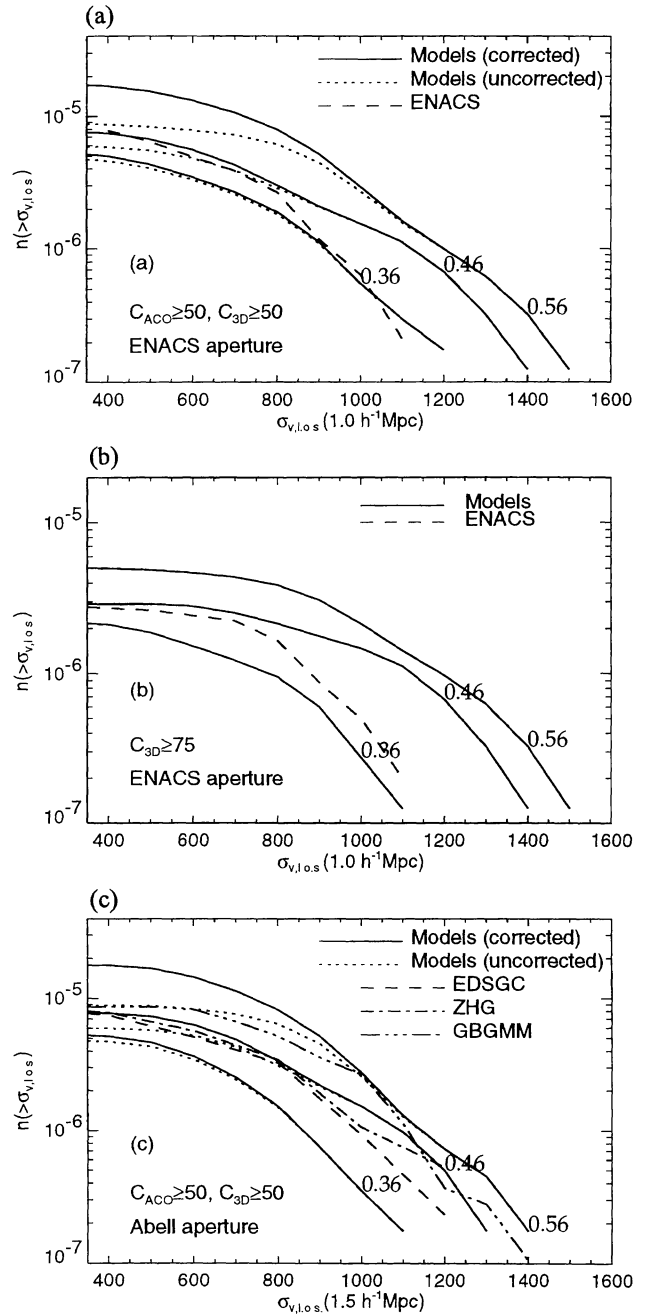 (a)
Models (corrected)
Models (uncorrected)
ENACS
10⁻⁵
10⁻⁶
10⁻⁷
n(>σv,l.o.s)
(a)
C_ACO≥50, C_3D≥50
ENACS aperture
0.36
0.46
0.56
400 600 800 1000 1200 1400 1600
σv,l.o.s (1.0 h⁻¹Mpc)
(b)
Models
ENACS
10⁻⁵
10⁻⁶
10⁻⁷
n(>σv,l.o.s)
(b)
C_3D≥75
ENACS aperture
0.36
0.46
0.56
400 600 800 1000 1200 1400 1600
σv,l.o.s (1.0 h⁻¹Mpc)
(c)
Models (corrected)
Models (uncorrected)
EDSGC
ZHG
GBGMM
10⁻⁵
10⁻⁶
10⁻⁷
n(>σv,l.o.s)
(c)
C_ACO≥50, C_3D≥50
Abell aperture
0.36
0.46
0.56
400 600 800 1000 1200 1400 1600
σv,l.o.s. (1.5 h⁻¹Mpc)